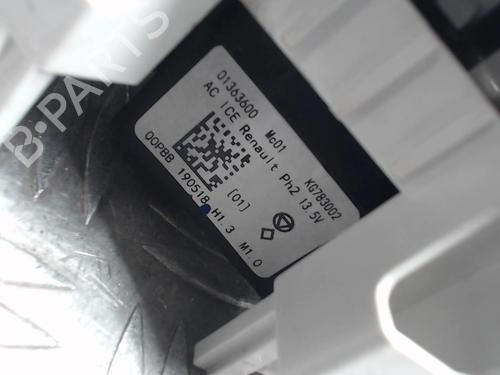 01363600 Mc01 KG783002
AC ICE Renault Ph2 13.5V
[01]
00PBB 190518 H1.3 M1.0
B-PARTS